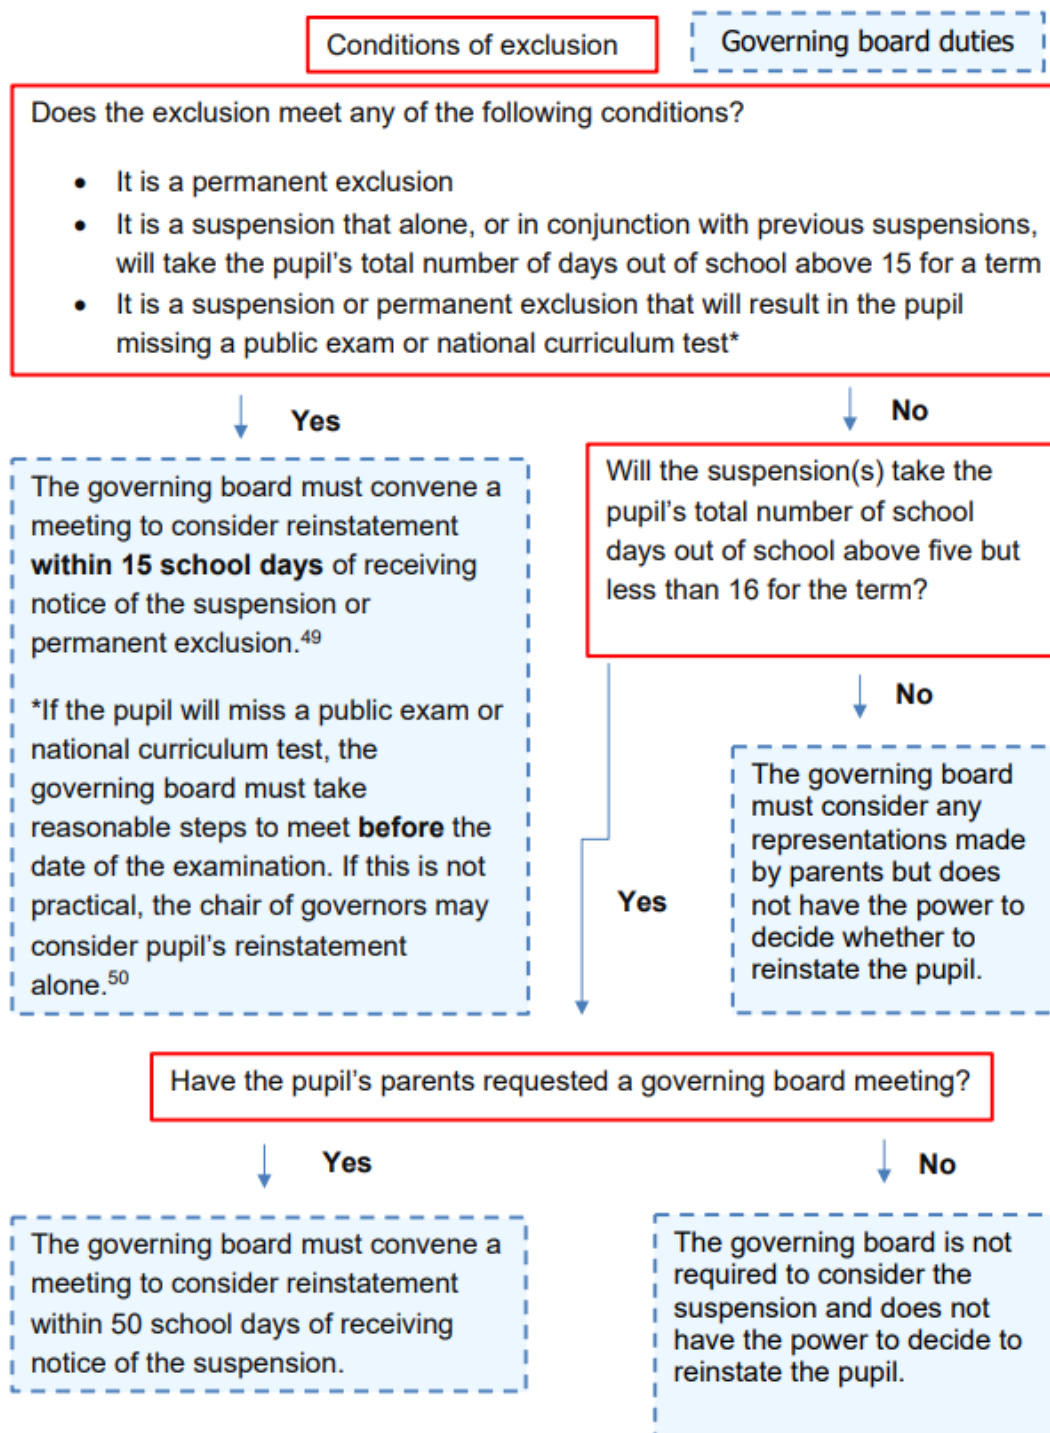 Conditions of exclusion
Governing board duties
Does the exclusion meet any of the following conditions?
• It is a permanent exclusion
• It is a suspension that alone, or in conjunction with previous suspensions,
will take the pupil’s total number of days out of school above 15 for a term
• It is a suspension or permanent exclusion that will result in the pupil
missing a public exam or national curriculum test*
Yes
No
The governing board must convene a
meeting to consider reinstatement
within 15 school days of receiving
notice of the suspension or
permanent exclusion.49
*If the pupil will miss a public exam or
national curriculum test, the
governing board must take
reasonable steps to meet before the
date of the examination. If this is not
practical, the chair of governors may
consider pupil’s reinstatement
alone.50
Will the suspension(s) take the
pupil’s total number of school
days out of school above five but
less than 16 for the term?
No
The governing board
must consider any
representations made
by parents but does
not have the power to
decide whether to
reinstate the pupil.
Yes
Have the pupil’s parents requested a governing board meeting?
Yes
No
The governing board must convene a
meeting to consider reinstatement
within 50 school days of receiving
notice of the suspension.
The governing board is not
required to consider the
suspension and does not
have the power to decide to
reinstate the pupil.